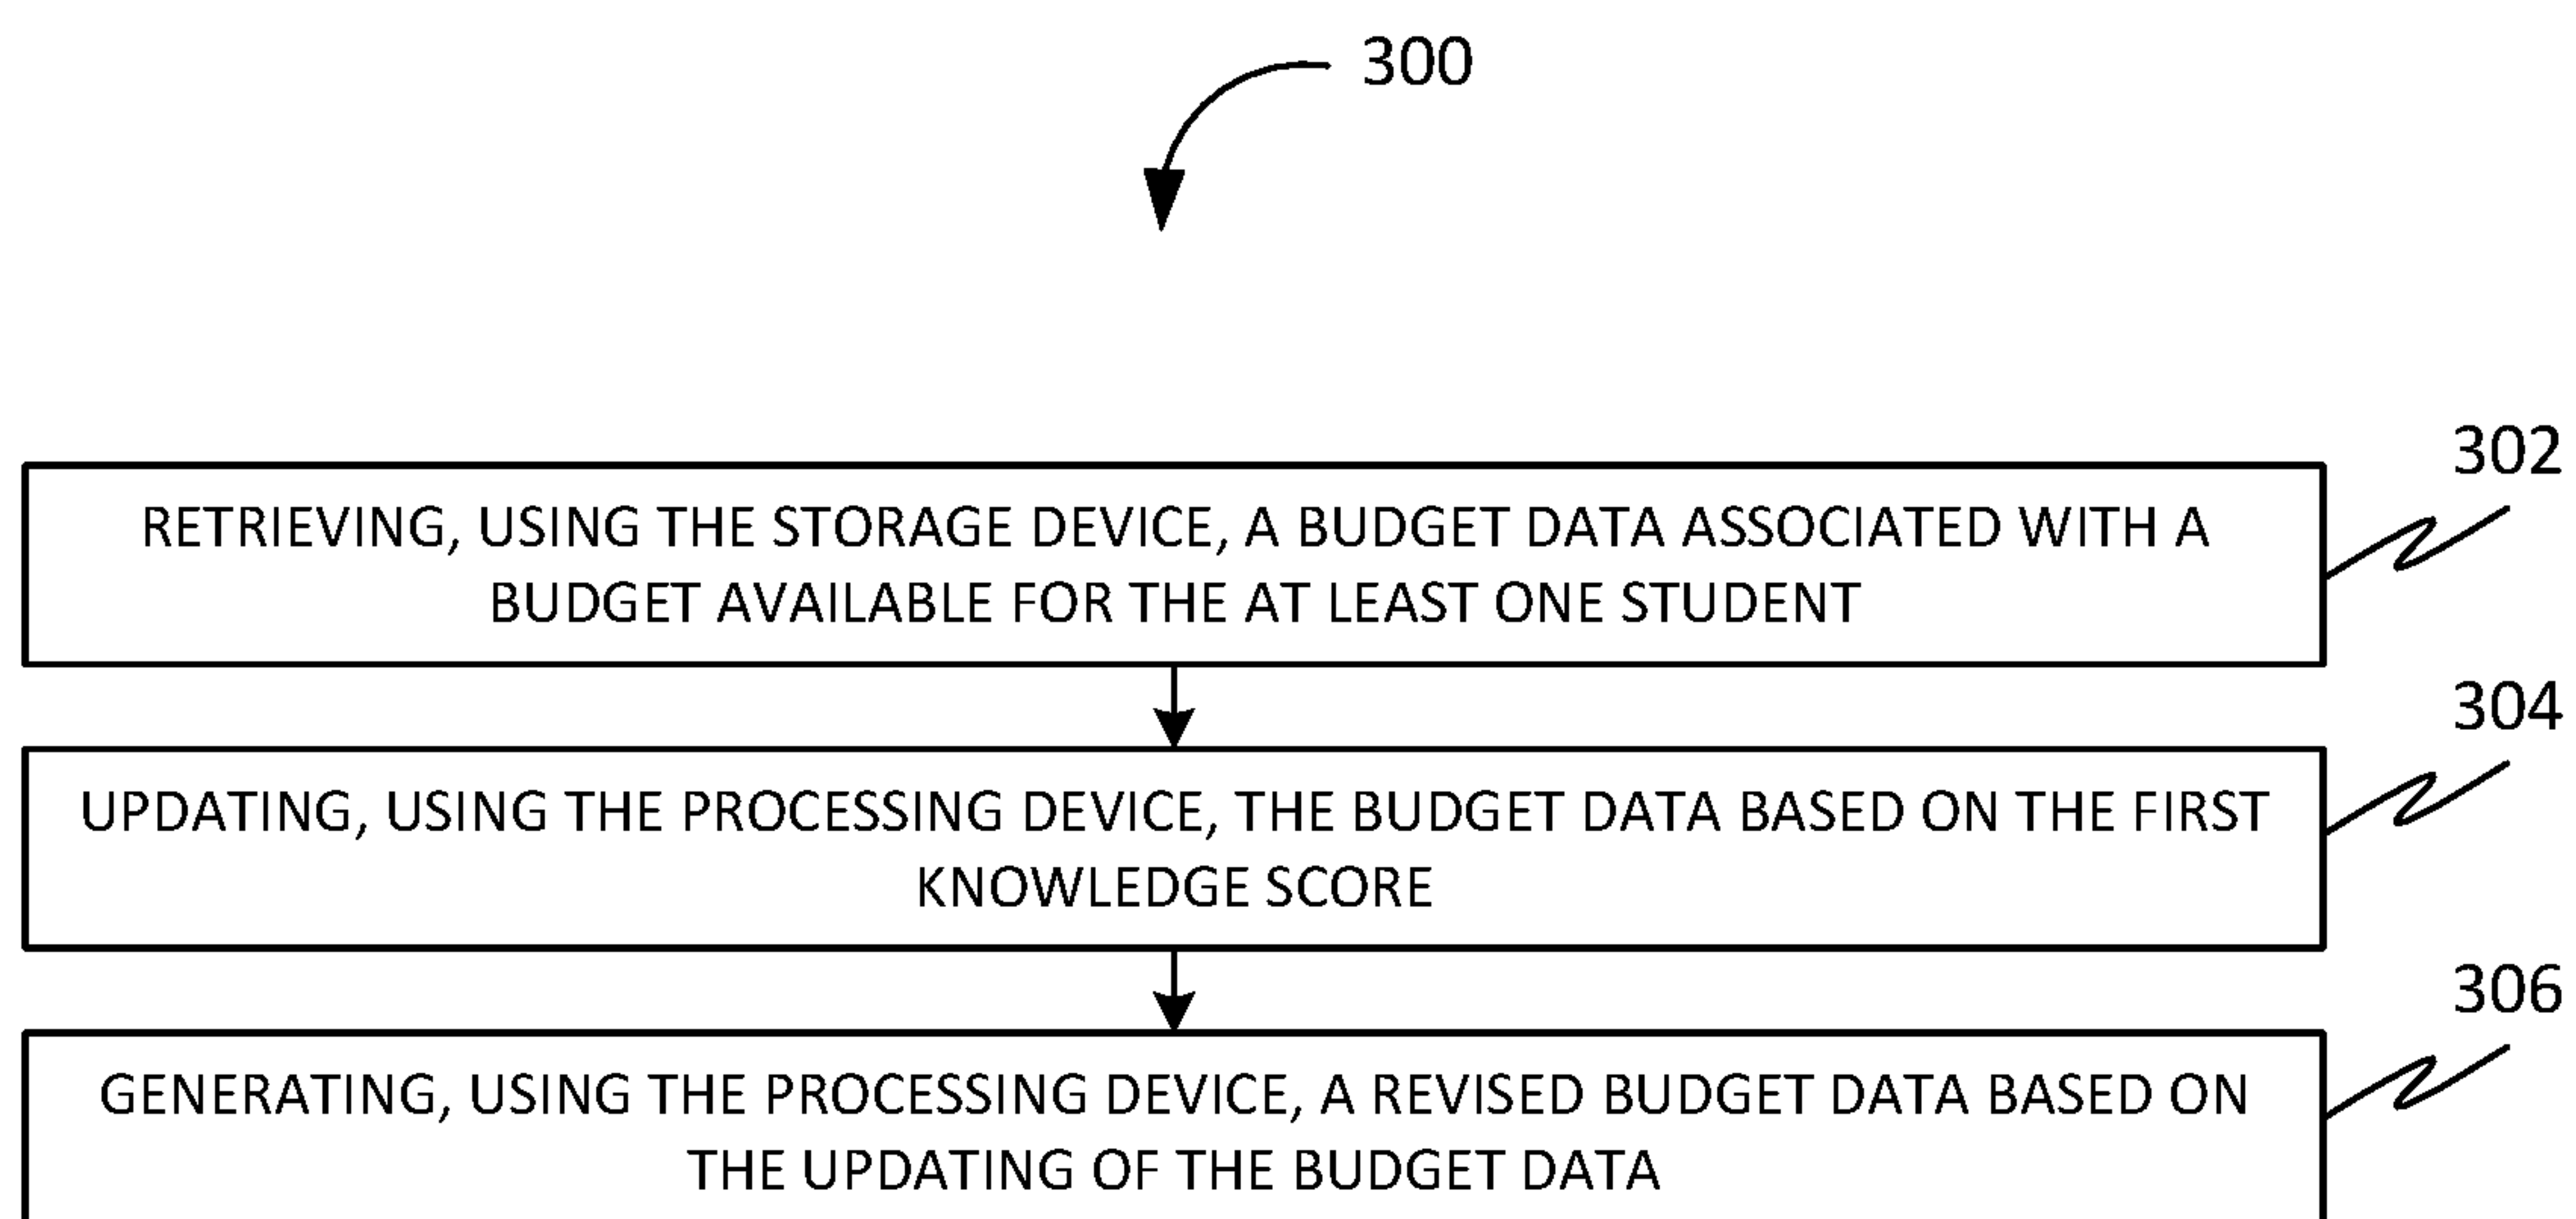 300
302
RETRIEVING, USING THE STORAGE DEVICE, A BUDGET DATA ASSOCIATED WITH A
BUDGET AVAILABLE FOR THE AT LEAST ONE STUDENT
304
UPDATING, USING THE PROCESSING DEVICE, THE BUDGET DATA BASED ON THE FIRST
KNOWLEDGE SCORE
306
GENERATING, USING THE PROCESSING DEVICE, A REVISED BUDGET DATA BASED ON
THE UPDATING OF THE BUDGET DATA